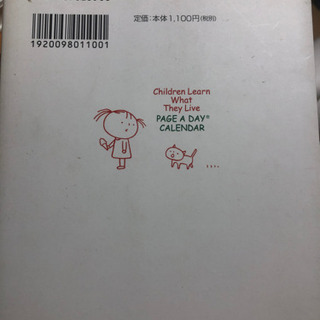 定価：本体1,100円(税別)
1920098011001
Children Learn
What
They Live
PAGE A DAY®
CALENDAR